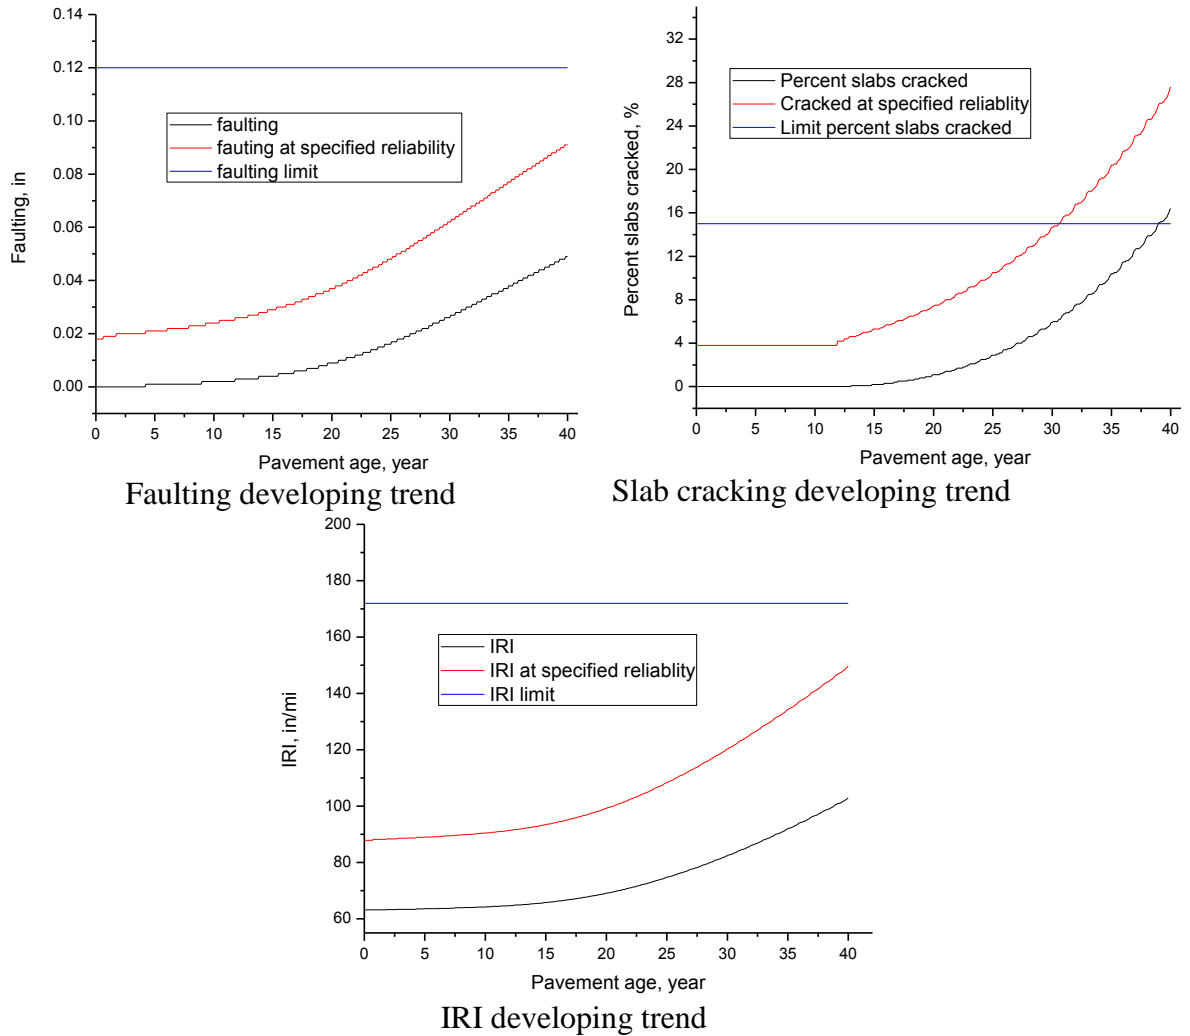 0.14
0.12
0.10
0.08
0.06
0.04
0.02
0.00
Faulting, in
faulting
fauting at specified reliability
faulting limit
0 5 10 15 20 25 30 35 40
Pavement age, year
Faulting developing trend
32
28
24
20
16
12
8
4
0
Percent slabs cracked, %
Percent slabs cracked
Cracked at specified reliablity
Limit percent slabs cracked
0 5 10 15 20 25 30 35 40
Pavement age, year
Slab cracking developing trend
200
180
160
140
120
100
80
60
IRI, in/mi
IRI
IRI at specified reliablity
IRI limit
0 5 10 15 20 25 30 35 40
Pavement age, year
IRI developing trend